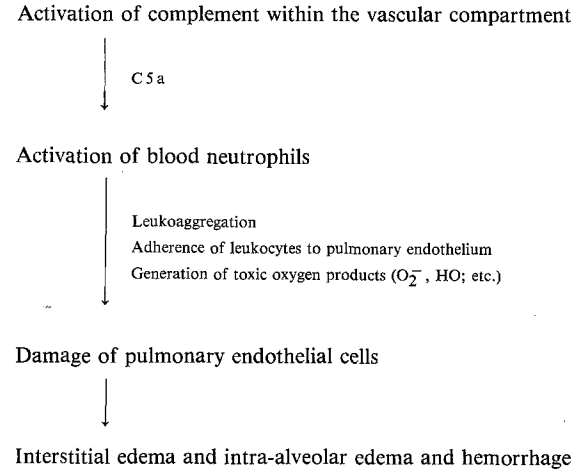 Activation of complement within the vascular compartment
C5a
Activation of blood neutrophils
Leukoaggregation
Adherence of leukocytes to pulmonary endothelium
Generation of toxic oxygen products (O₂⁻, HO; etc.)
Damage of pulmonary endothelial cells
Interstitial edema and intra-alveolar edema and hemorrhage